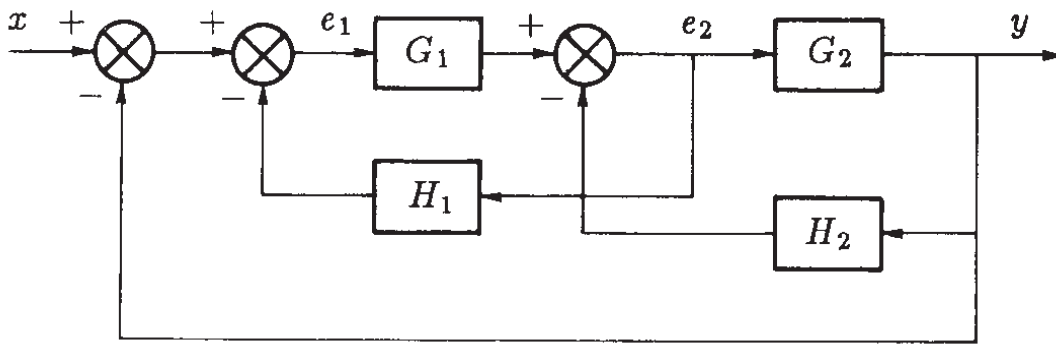 x + + e₁ G₁ + e₂ G₂ y
− − −
H₁
H₂